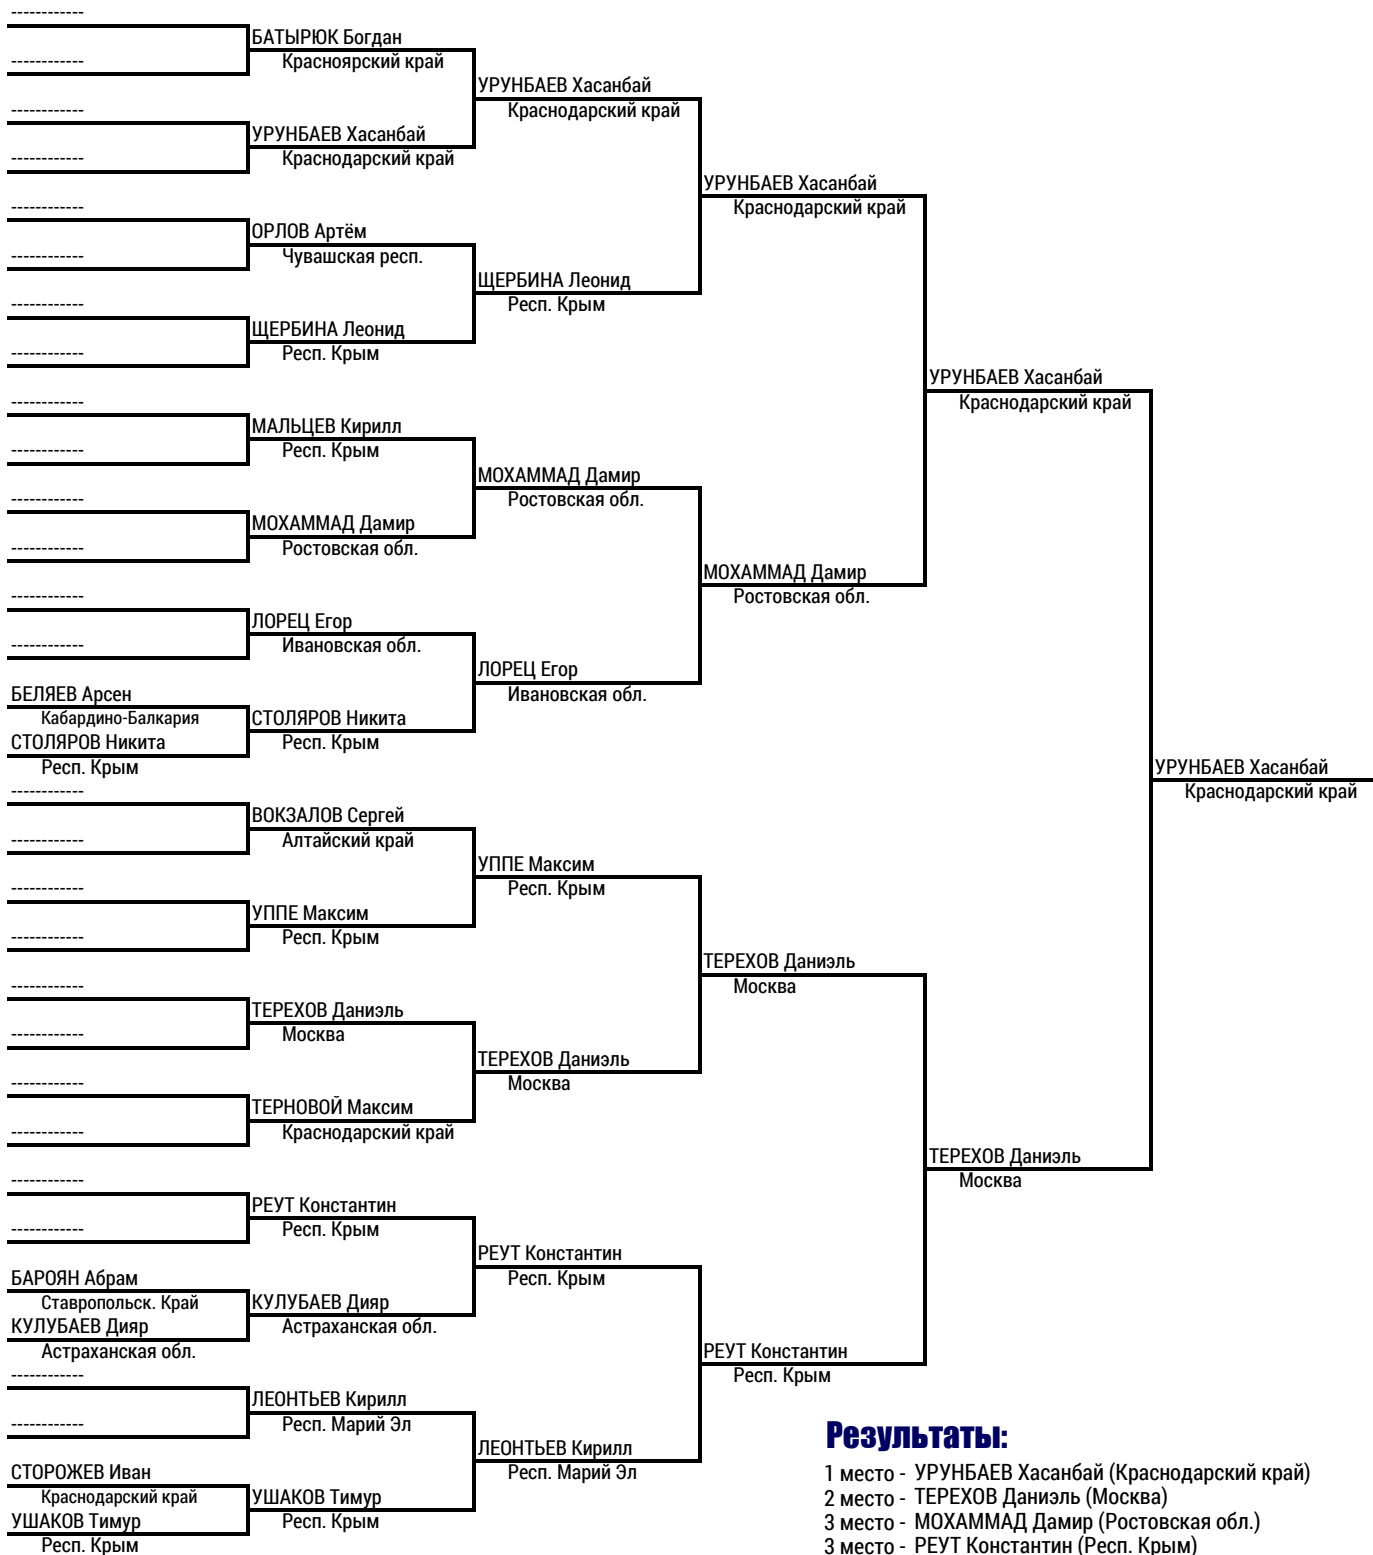 ------------
БАТЫРЮК Богдан
------------
Красноярский край
УРУНБАЕВ Хасанбай
------------
Краснодарский край
УРУНБАЕВ Хасанбай
------------
Краснодарский край
УРУНБАЕВ Хасанбай
------------
Краснодарский край
ОРЛОВ Артём
------------
Чувашская респ.
ЩЕРБИНА Леонид
------------
Респ. Крым
ЩЕРБИНА Леонид
------------
Респ. Крым
УРУНБАЕВ Хасанбай
------------
Краснодарский край
МАЛЬЦЕВ Кирилл
------------
Респ. Крым
МОХАММАД Дамир
------------
Ростовская обл.
МОХАММАД Дамир
------------
Ростовская обл.
МОХАММАД Дамир
------------
Ростовская обл.
ЛОРЕЦ Егор
------------
Ивановская обл.
ЛОРЕЦ Егор
БЕЛЯЕВ Арсен
Ивановская обл.
Кабардино-Балкария
СТОЛЯРОВ Никита
СТОЛЯРОВ Никита
Респ. Крым
Респ. Крым
УРУНБАЕВ Хасанбай
------------
Краснодарский край
ВОКЗАЛОВ Сергей
------------
Алтайский край
УППЕ Максим
------------
Респ. Крым
УППЕ Максим
------------
Респ. Крым
ТЕРЕХОВ Даниэль
------------
Москва
ТЕРЕХОВ Даниэль
------------
Москва
ТЕРЕХОВ Даниэль
------------
Москва
ТЕРНОВОЙ Максим
------------
Краснодарский край
ТЕРЕХОВ Даниэль
------------
Москва
РЕУТ Константин
------------
Респ. Крым
РЕУТ Константин
БАРОЯН Абрам
Респ. Крым
Ставропольск. Край
КУЛУБАЕВ Дияр
КУЛУБАЕВ Дияр
Астраханская обл.
Астраханская обл.
РЕУТ Константин
------------
Респ. Крым
ЛЕОНТЬЕВ Кирилл
------------
Респ. Марий Эл
ЛЕОНТЬЕВ Кирилл
СТОРОЖЕВ Иван
Респ. Марий Эл
Краснодарский край
УШАКОВ Тимур
УШАКОВ Тимур
Респ. Крым
Респ. Крым
Результаты:
1 место - УРУНБАЕВ Хасанбай (Краснодарский край)
2 место - ТЕРЕХОВ Даниэль (Москва)
3 место - МОХАММАД Дамир (Ростовская обл.)
3 место - РЕУТ Константин (Респ. Крым)